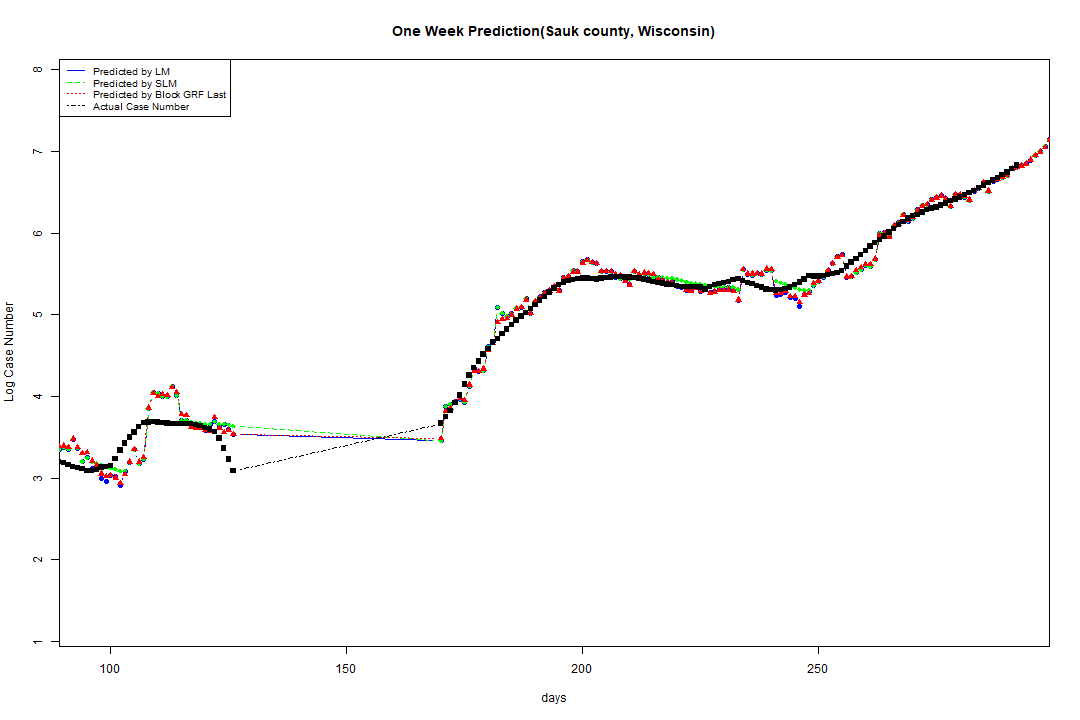 One Week Prediction(Sauk county, Wisconsin)
Predicted by LM
Predicted by SLM
Predicted by Block GRF Last
Actual Case Number
8
7
6
5
4
3
2
1
Log Case Number
100 150 200 250
days